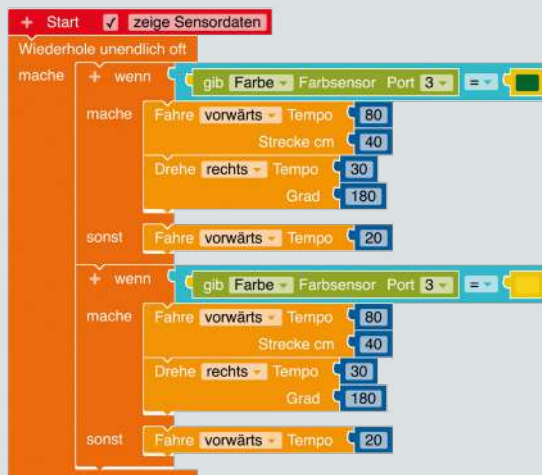 + Start ✓ zeige Sensordaten
Wiederhole unendlich oft
mache + wenn gib Farbe Farbsensor Port 3 =
mache Fahre vorwärts Tempo 80
Strecke cm 40
Drehe rechts Tempo 30
Grad 180
sonst Fahre vorwärts Tempo 20
+ wenn gib Farbe Farbsensor Port 3 =
mache Fahre vorwärts Tempo 80
Strecke cm 40
Drehe rechts Tempo 30
Grad 180
sonst Fahre vorwärts Tempo 20